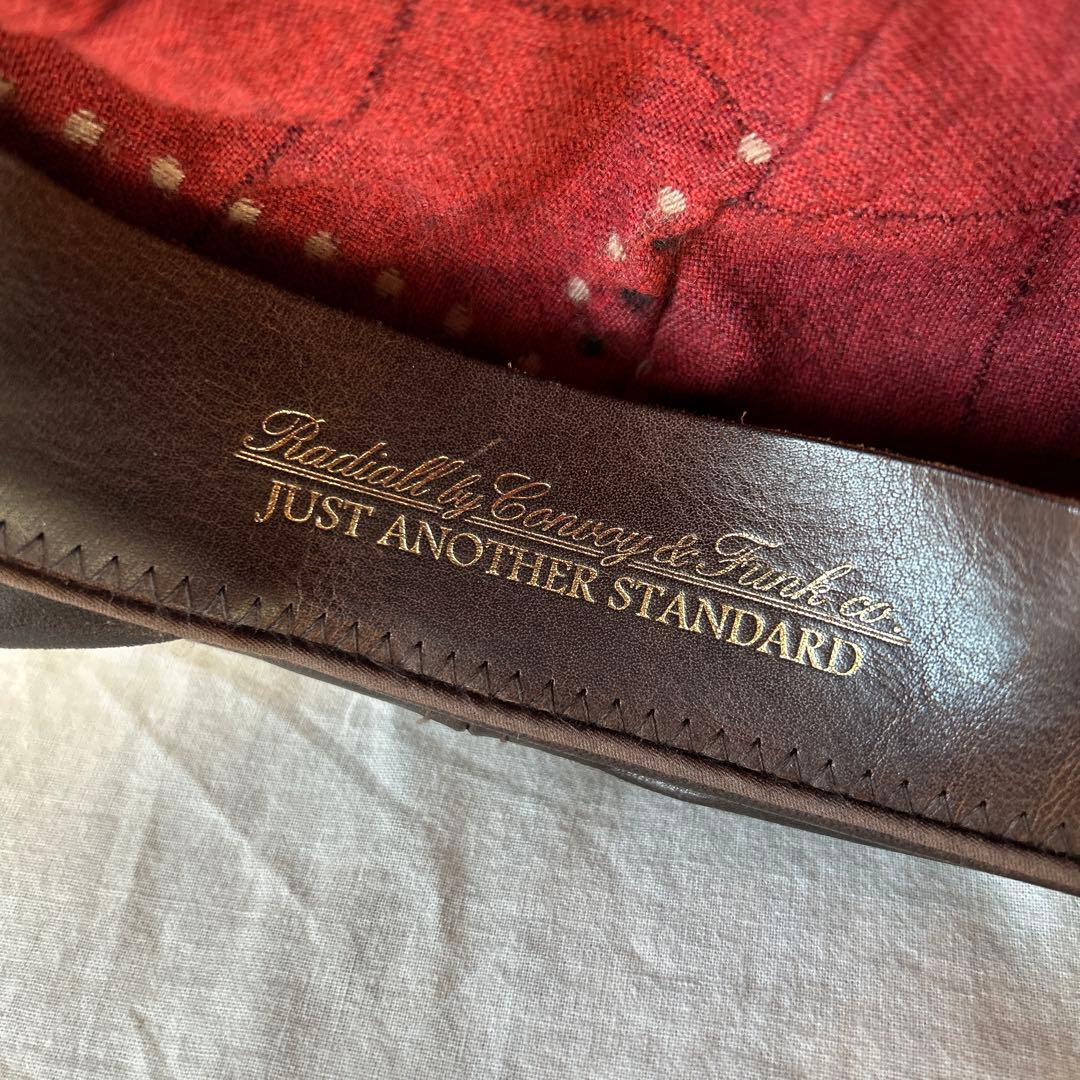 Radiall by Convoy & Funk co.,
JUST ANOTHER STANDARD